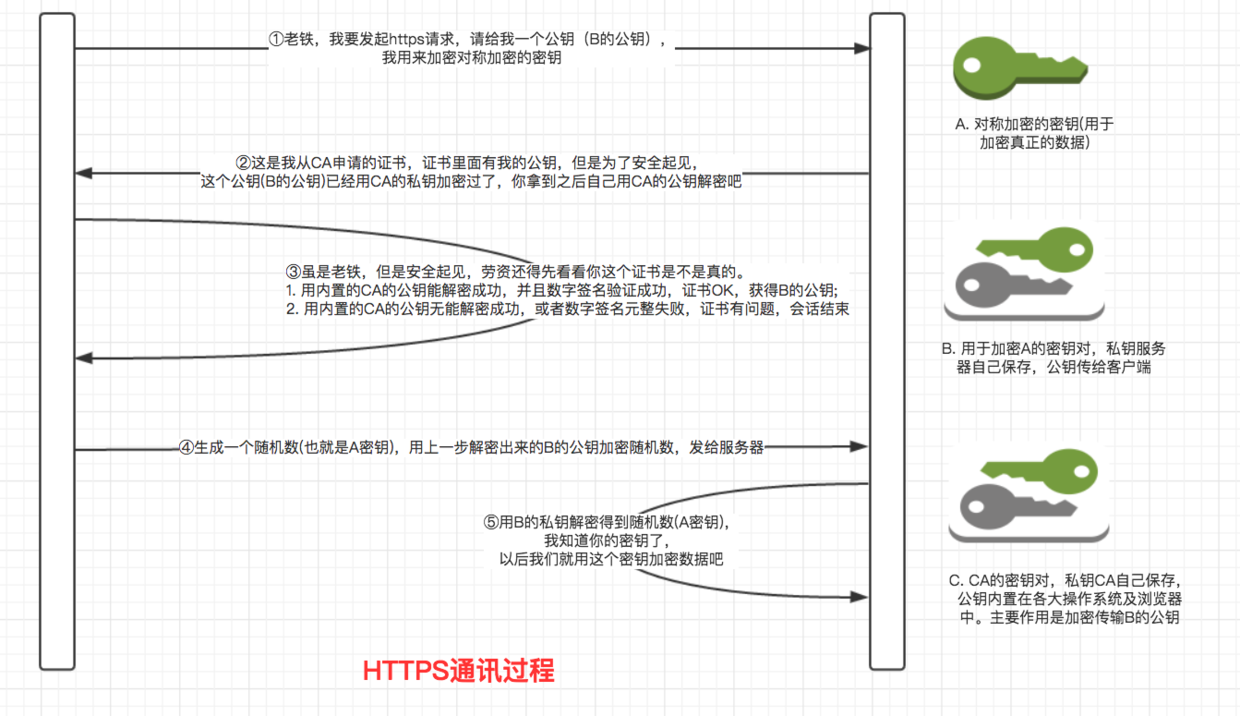 ①老铁，我要发起https请求，请给我一个公钥（B的公钥），
我用来加密对称加密的密钥
A. 对称加密的密钥(用于
加密真正的数据)
②这是我从CA申请的证书，证书里面有我的公钥，但是为了安全起见，
这个公钥(B的公钥)已经用CA的私钥加密过了，你拿到之后自己用CA的公钥解密吧
③虽是老铁，但是安全起见，劳资还得先看看你这个证书是不是真的。
1. 用内置的CA的公钥能解密成功，并且数字签名验证成功，证书OK，获得B的公钥;
2. 用内置的CA的公钥无能解密成功，或者数字签名元整失败，证书有问题，会话结束
B. 用于加密A的密钥对，私钥服务
器自己保存，公钥传给客户端
④生成一个随机数(也就是A密钥)，用上一步解密出来的B的公钥加密随机数，发给服务器
⑤用B的私钥解密得到随机数(A密钥)，
我知道你的密钥了，
以后我们就用这个密钥加密数据吧
C. CA的密钥对，私钥CA自己保存，
公钥内置在各大操作系统及浏览器
中。主要作用是加密传输B的公钥
HTTPS通讯过程